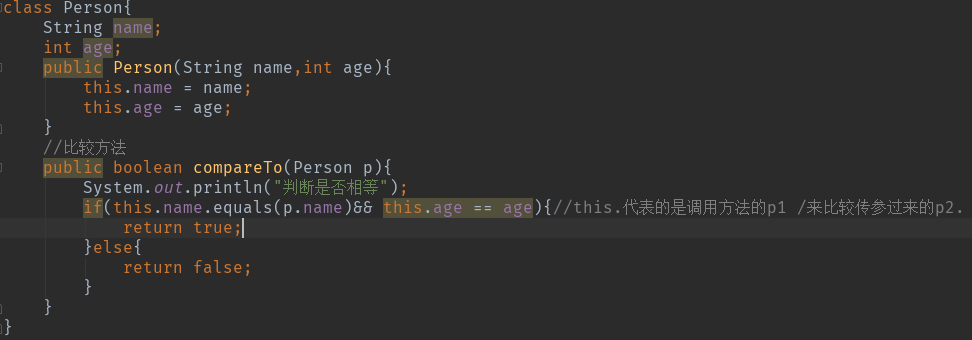 class Person{
    String name;
    int age;
    public Person(String name,int age){
        this.name = name;
        this.age = age;
    }
    //比较方法
    public boolean compareTo(Person p){
        System.out.println("判断是否相等");
        if(this.name.equals(p.name)&& this.age == age){//this.代表的是调用方法的p1 /来比较传参过来的p2.
            return true;
        }else{
            return false;
        }
    }
}